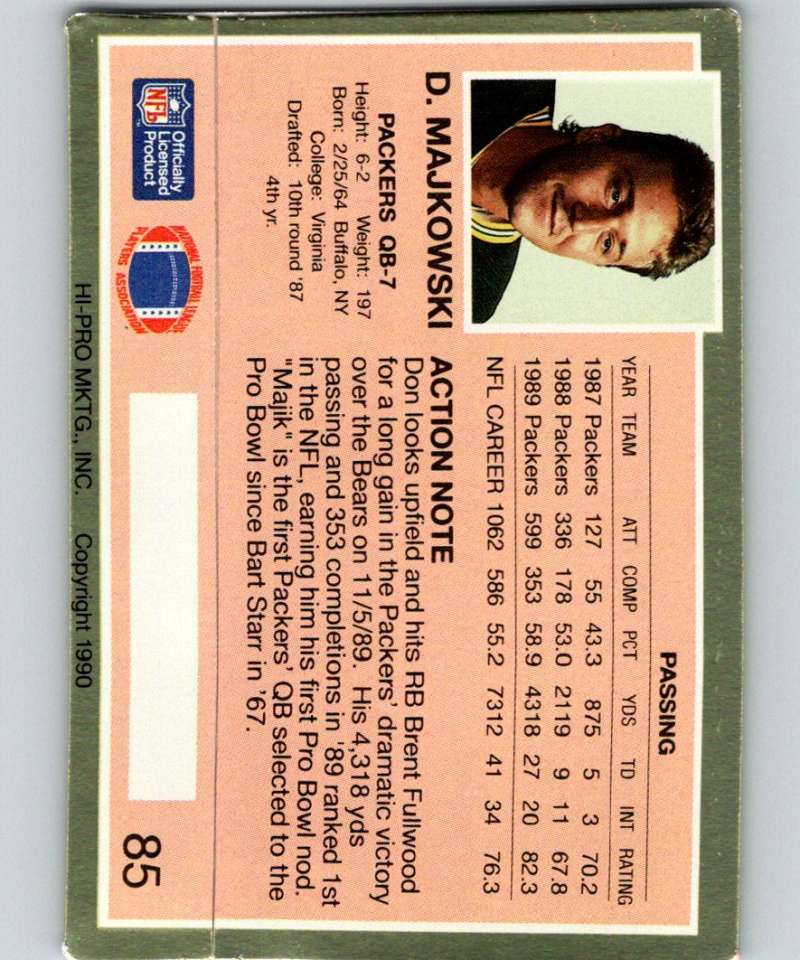 D. MAJKOWSKI
PACKERS QB-7
Height: 6-2 Weight: 197
Born: 2/25/64 Buffalo, NY
College: Virginia
Drafted: 10th round '87
4th yr.
PASSING
YEAR TEAM ATT COMP PCT YDS TD INT RATING
1987 Packers 127 55 43.3 875 5 3 70.2
1988 Packers 336 178 53.0 2119 9 11 67.8
1989 Packers 599 353 58.9 4318 27 20 82.3
NFL CAREER 1062 586 55.2 7312 41 34 76.3
ACTION NOTE
Don looks upfield and hits RB Brent Fullwood
for a long gain in the Packers' dramatic victory
over the Bears on 11/5/89. His 4,318 yds
passing and 353 completions in '89 ranked 1st
in the NFL, earning him his first Pro Bowl nod.
"Majik" is the first Packers' QB selected to the
Pro Bowl since Bart Starr in '67.
NFL
Officially
Licensed
Product
NATIONAL FOOTBALL LEAGUE
PLAYERS ASSOCIATION
85
HI-PRO MKTG., INC. Copyright 1990